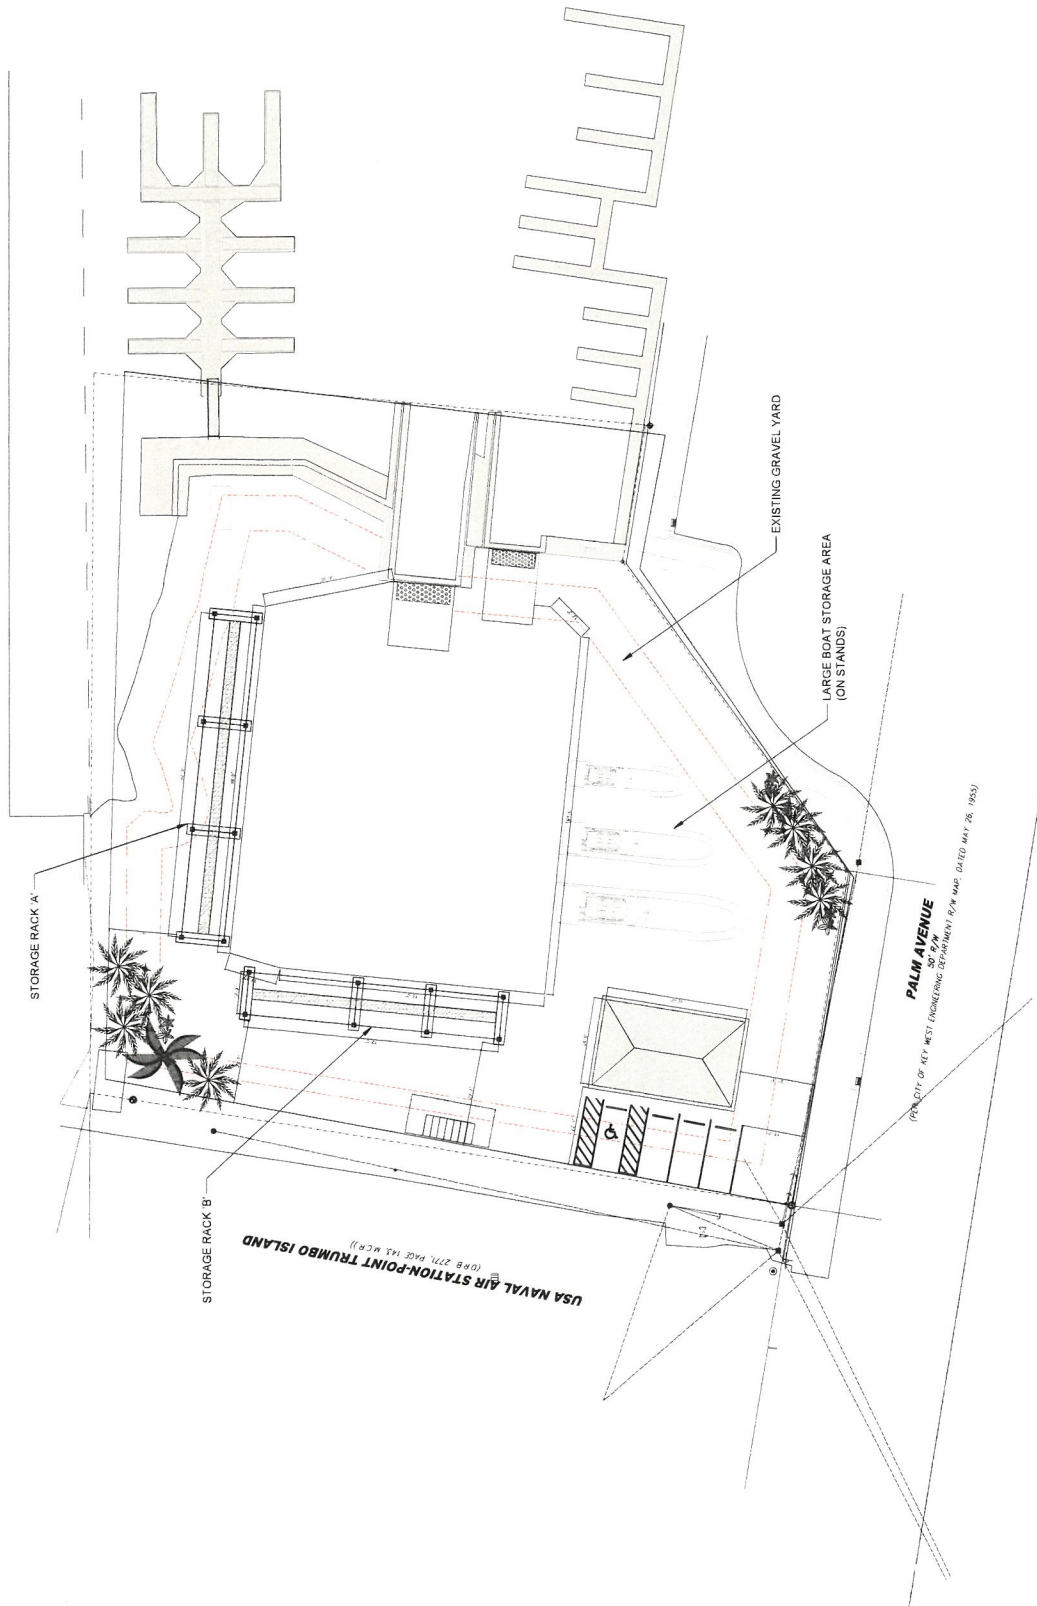 STORAGE RACK 'A'
STORAGE RACK 'B'
EXISTING GRAVEL YARD
LARGE BOAT STORAGE AREA
(ON STANDS)
PALM AVENUE
50' R/W
(PER CITY OF KEY WEST ENGINEERING DEPARTMENT R/W MAP, DATED MAY 26, 1955)
USA NAVAL AIR STATION-POINT TRUMBO ISLAND
(ORB 2771, PAGE 143, M.C.R.)